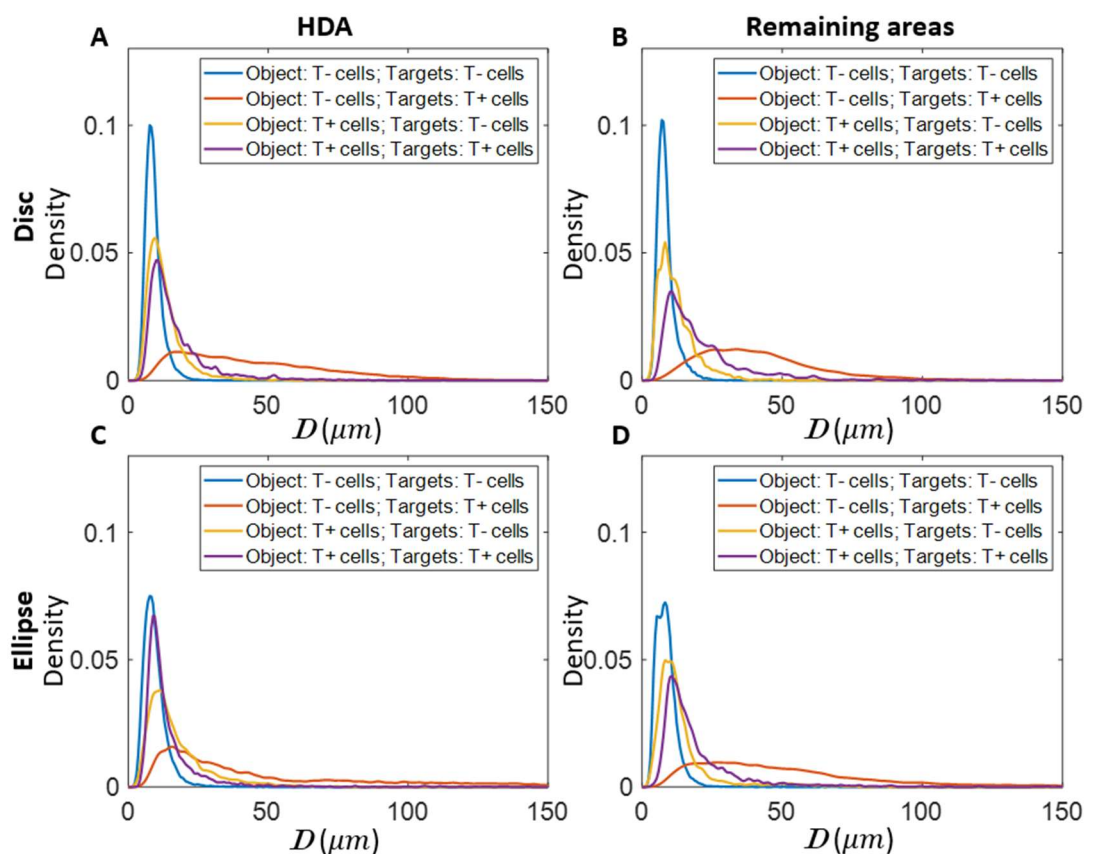 HDA
Remaining areas
A
B
Object: T- cells; Targets: T- cells
Object: T- cells; Targets: T+ cells
Object: T+ cells; Targets: T- cells
Object: T+ cells; Targets: T+ cells
Object: T- cells; Targets: T- cells
Object: T- cells; Targets: T+ cells
Object: T+ cells; Targets: T- cells
Object: T+ cells; Targets: T+ cells
Disc
Density
0.1
0.05
0
Density
0.1
0.05
0
0 50 100 150
0 50 100 150
D (μm)
D (μm)
C
D
Object: T- cells; Targets: T- cells
Object: T- cells; Targets: T+ cells
Object: T+ cells; Targets: T- cells
Object: T+ cells; Targets: T+ cells
Object: T- cells; Targets: T- cells
Object: T- cells; Targets: T+ cells
Object: T+ cells; Targets: T- cells
Object: T+ cells; Targets: T+ cells
Ellipse
Density
0.1
0.05
0
Density
0.1
0.05
0
0 50 100 150
0 50 100 150
D (μm)
D (μm)